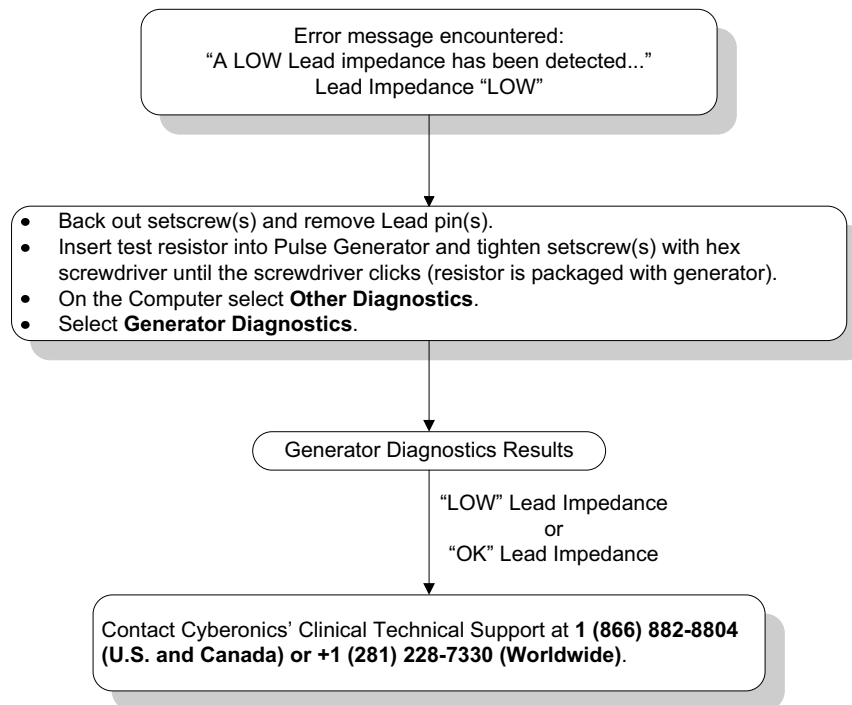 Error message encountered:
“A LOW Lead impedance has been detected...”
Lead Impedance “LOW”
• Back out setscrew(s) and remove Lead pin(s).
• Insert test resistor into Pulse Generator and tighten setscrew(s) with hex
screwdriver until the screwdriver clicks (resistor is packaged with generator).
• On the Computer select Other Diagnostics.
• Select Generator Diagnostics.
Generator Diagnostics Results
“LOW” Lead Impedance
or
“OK” Lead Impedance
Contact Cyberonics’ Clinical Technical Support at 1 (866) 882-8804
(U.S. and Canada) or +1 (281) 228-7330 (Worldwide).